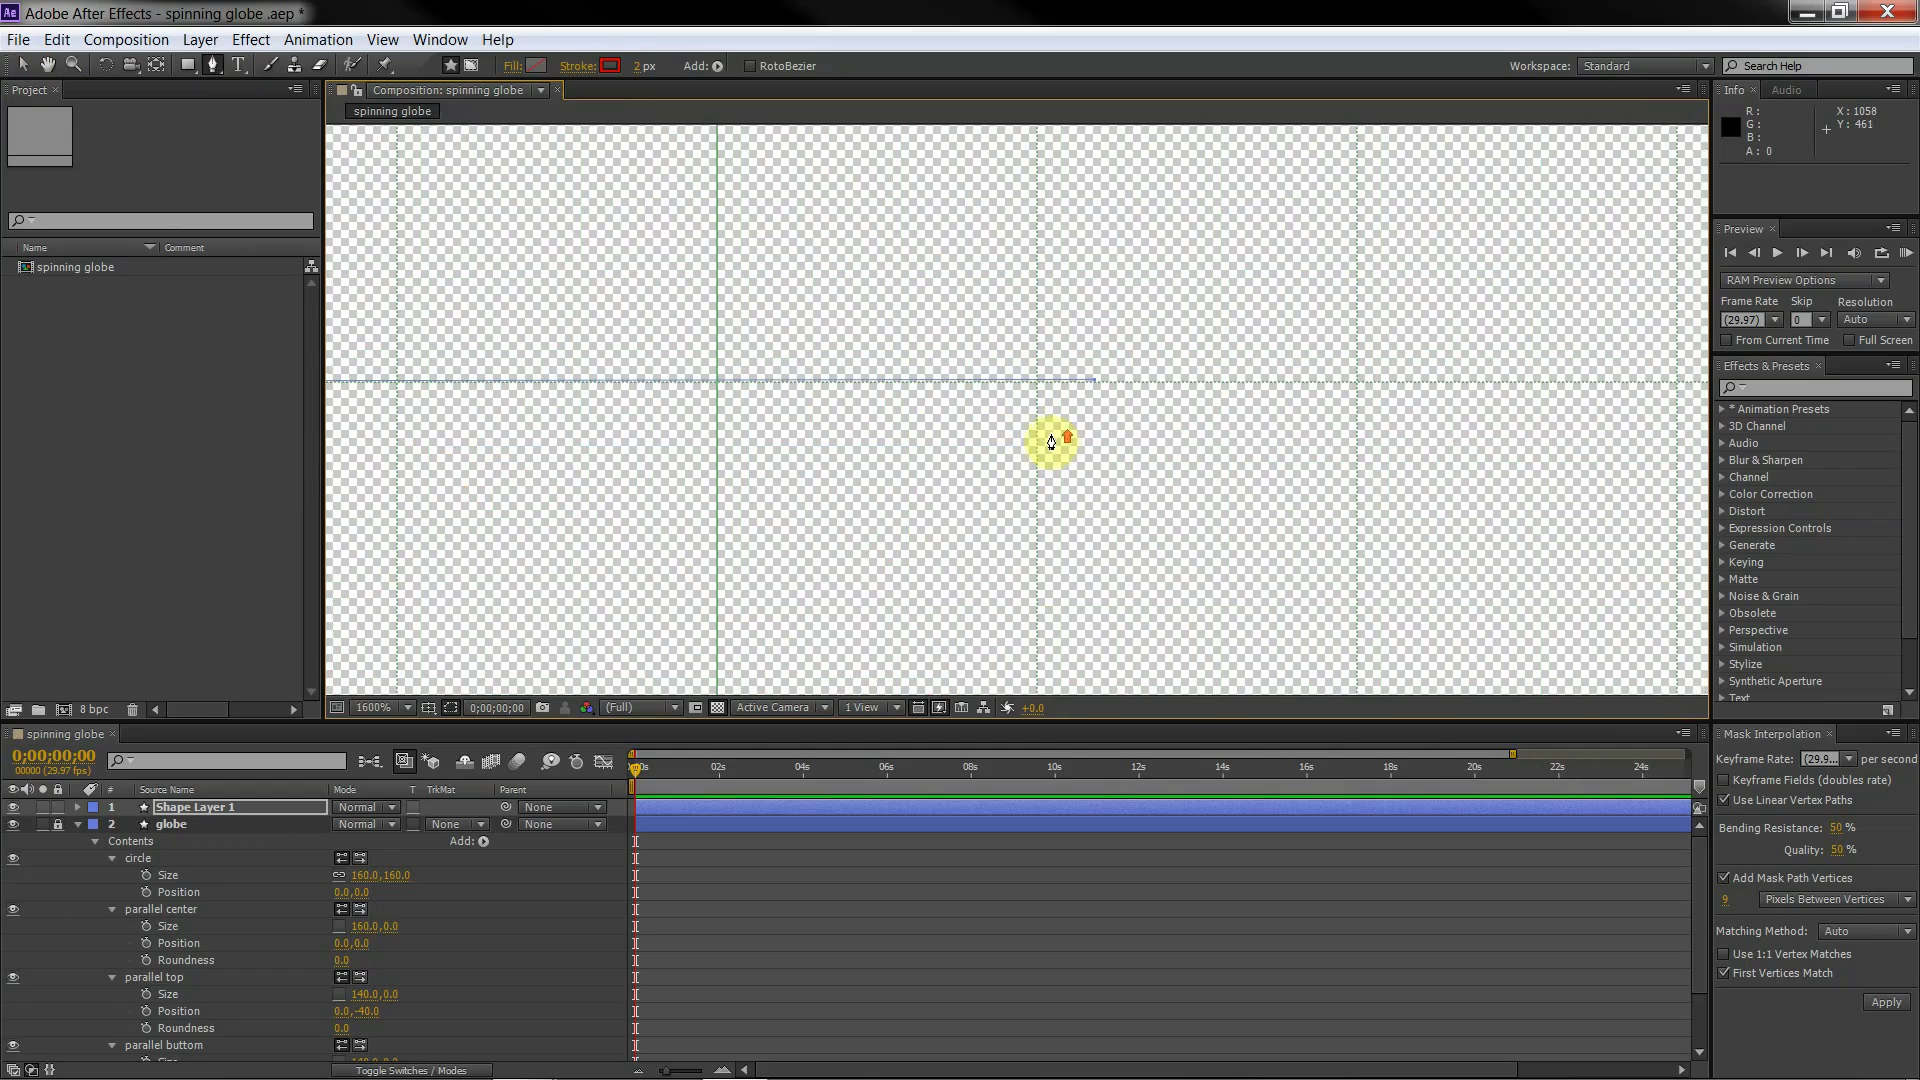 Adobe After Effects - spinning globe .aep *
File Edit Composition Layer Effect Animation View Window Help
Fill: Stroke: 2 px Add: RotoBezier Workspace: Standard Search Help
Project
Composition: spinning globe
Info Audio
spinning globe
R: X: 1058
G: Y: 461
B:
A: 0
Name Comment
spinning globe
Preview
RAM Preview Options
Frame Rate Skip Resolution
(29.97) 0 Auto
From Current Time Full Screen
Effects & Presets
* Animation Presets
3D Channel
Audio
Blur & Sharpen
Channel
Color Correction
Distort
Expression Controls
Generate
Keying
Matte
Noise & Grain
Obsolete
Perspective
Simulation
Stylize
Synthetic Aperture
Text
8 bpc
1600% 0;00;00;00 (Full) Active Camera 1 View +0.0
spinning globe
0;00;00;00
00000 (29.97 fps)
02s 04s 06s 08s 10s 12s 14s 16s 18s 20s 22s 24s
# Source Name Mode T TrkMat Parent
1 Shape Layer 1 Normal None
2 globe Normal None None
Contents Add:
circle
Size 160.0,160.0
Position 0.0,0.0
parallel center
Size 160.0,0.0
Position 0.0,0.0
Roundness 0.0
parallel top
Size 140.0,0.0
Position 0.0,-40.0
Roundness 0.0
parallel buttom
Toggle Switches / Modes
Mask Interpolation
Keyframe Rate: (29.9... per second
Keyframe Fields (doubles rate)
Use Linear Vertex Paths
Bending Resistance: 50 %
Quality: 50 %
Add Mask Path Vertices
9 Pixels Between Vertices
Matching Method: Auto
Use 1:1 Vertex Matches
First Vertices Match
Apply